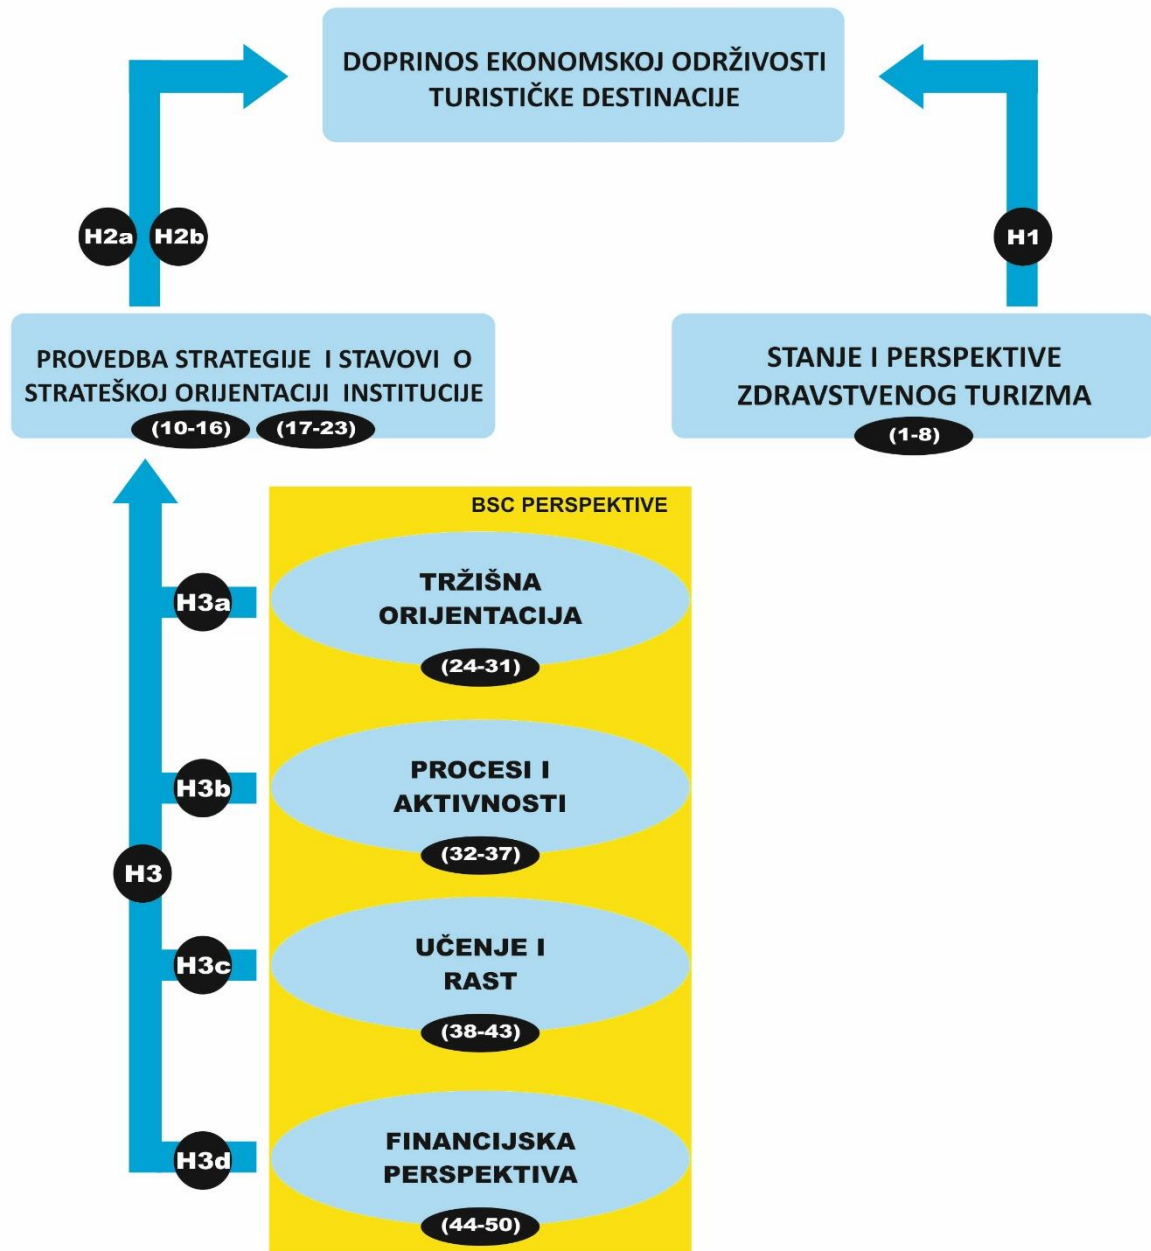 DOPRINOS EKONOMSKOJ ODRŽIVOSTI
TURISTIČKE DESTINACIJE
H2a
H2b
H1
PROVEDBA STRATEGIJE I STAVOVI O
STRATEŠKOJ ORIJENTACIJI INSTITUCIJE
(10-16)
(17-23)
STANJE I PERSPEKTIVE
ZDRAVSTVENOG TURIZMA
(1-8)
BSC PERSPEKTIVE
H3a
TRŽIŠNA
ORIJENTACIJA
(24-31)
H3b
PROCESI I
AKTIVNOSTI
(32-37)
H3
H3c
UČENJE I
RAST
(38-43)
H3d
FINANCIJSKA
PERSPEKTIVA
(44-50)